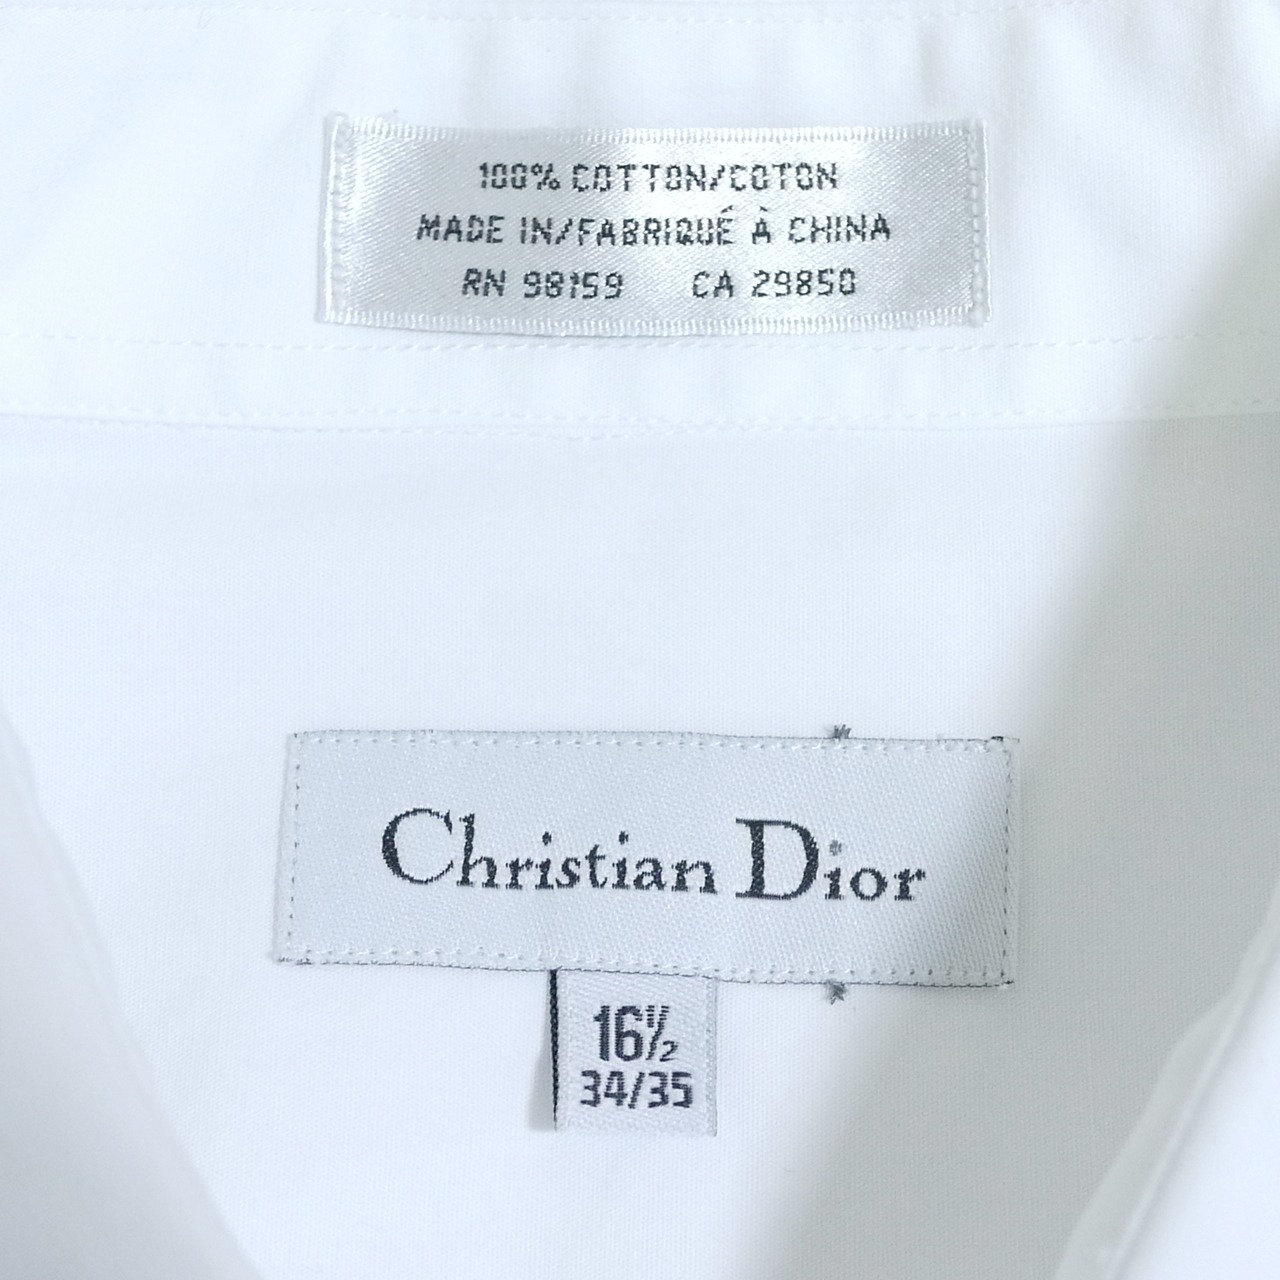 100% COTTON/COTON
MADE IN/FABRIQUÉ À CHINA
RN 98159 CA 29850
Christian Dior
16½
34/35